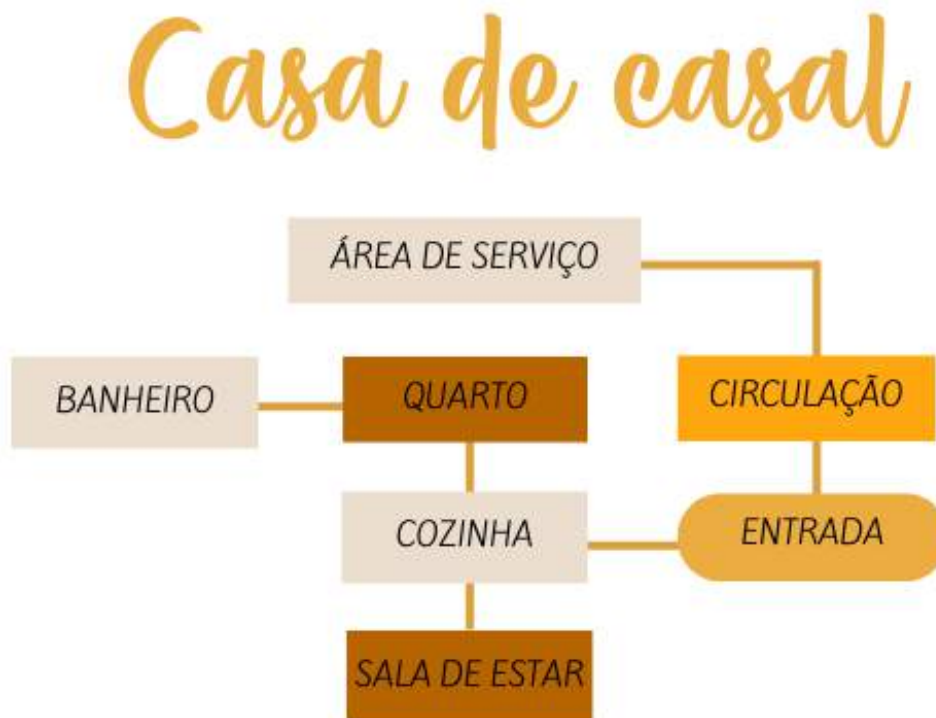 Casa de casal
ÁREA DE SERVIÇO
BANHEIRO
QUARTO
CIRCULAÇÃO
COZINHA
ENTRADA
SALA DE ESTAR